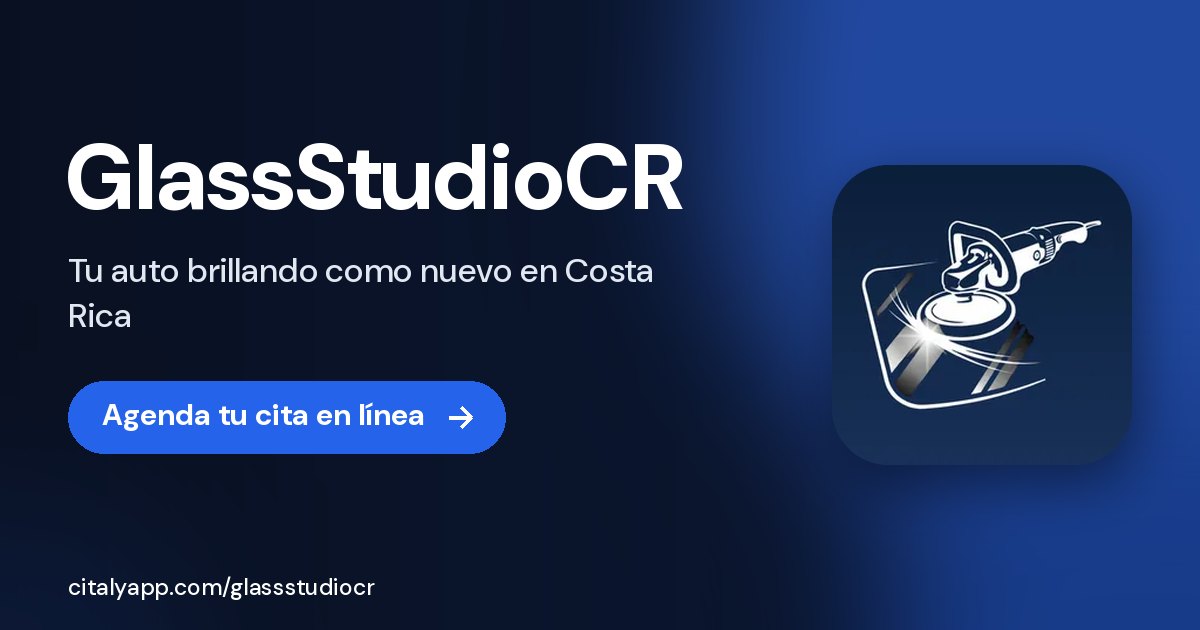 GlassStudioCR
Tu auto brillando como nuevo en Costa
Rica
Agenda tu cita en línea →
citalyapp.com/glassstudiocr